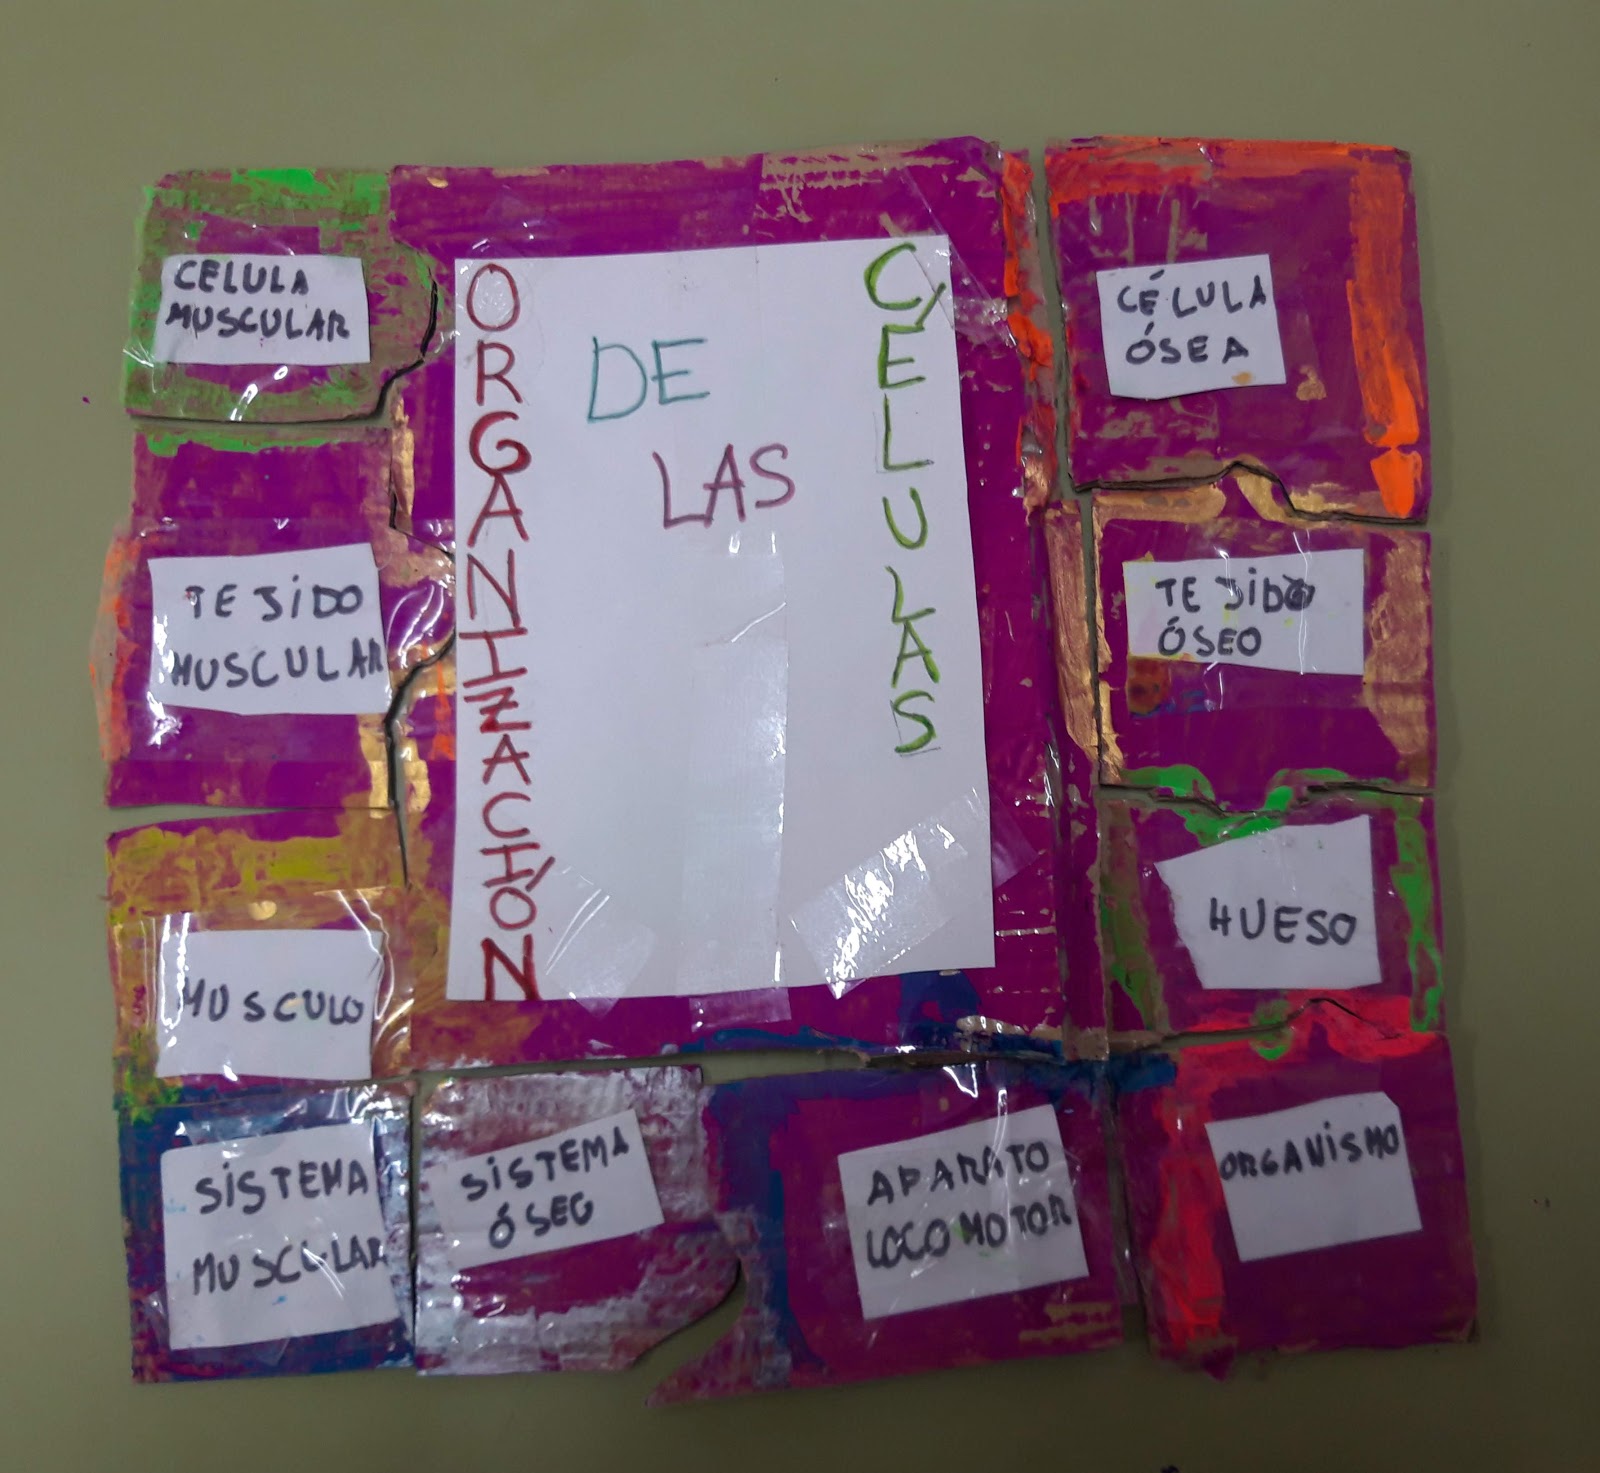 ORGANIZACIÓN
DE
LAS
CÉLULAS
CELULA
MUSCULAR
TEJIDO
MUSCULAR
MUSCULO
SISTEMA
MUSCULAR
SISTEMA
ÓSEO
APARATO
LOCOMOTOR
ORGANISMO
HUESO
TEJIDO
ÓSEO
CÉLULA
ÓSEA